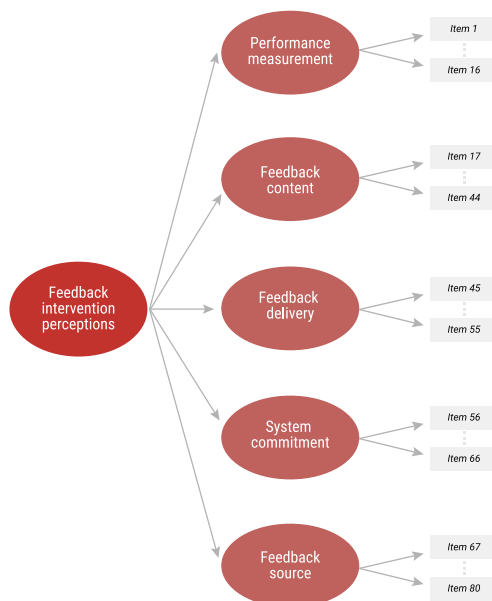 Performance
measurement
Item 1
Item 16
Feedback
content
Item 17
Item 44
Feedback
intervention
perceptions
Feedback
delivery
Item 45
Item 55
System
commitment
Item 56
Item 66
Feedback
source
Item 67
Item 80